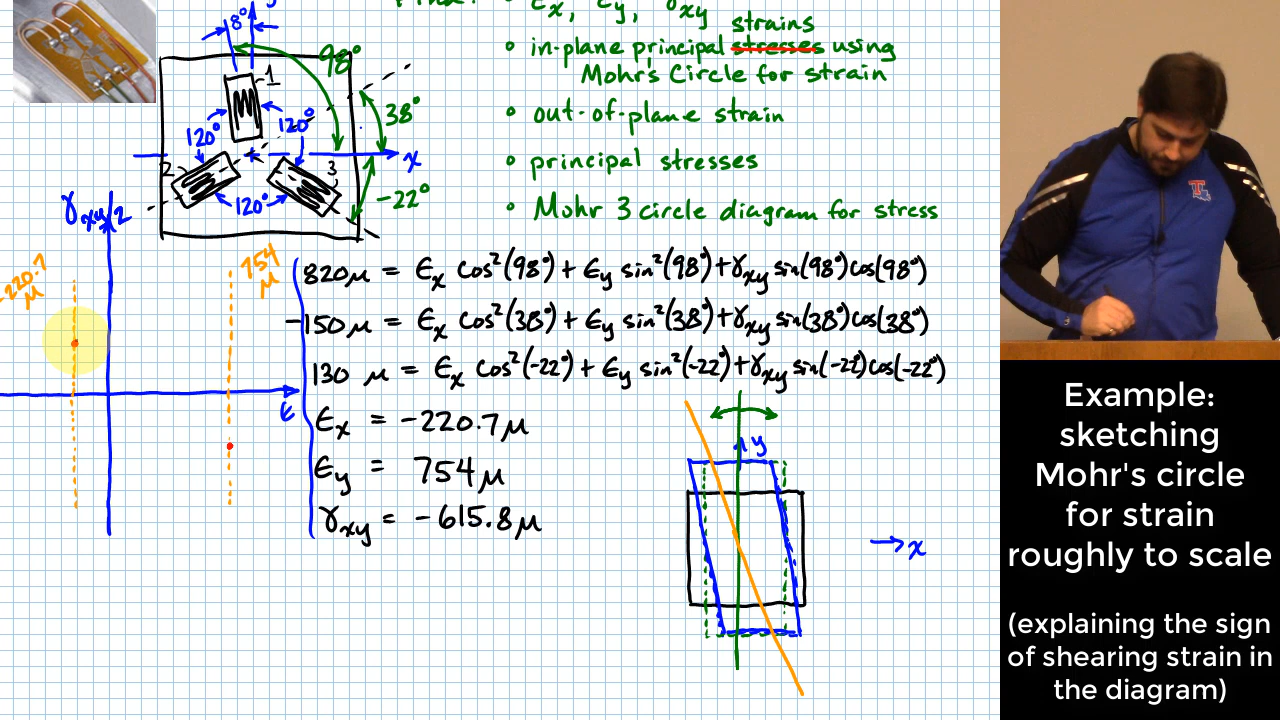 8°
98°
1
38°
120°
120°
x
2
3
-22°
120°
ϵx, ϵy, γxy
strains
• in-plane principal stresses using
Mohr's Circle for strain
• out-of-plane strain
• principal stresses
• Mohr 3 circle diagram for stress
γxy/2
-220.7
μ
754
μ
ϵ
820μ = ϵx cos²(98°) + ϵy sin²(98°) + γxy sin(98°)cos(98°)
-150μ = ϵx cos²(38°) + ϵy sin²(38°) + γxy sin(38°)cos(38°)
130 μ = ϵx cos²(-22°) + ϵy sin²(-22°) + γxy sin(-22°)cos(-22°)
ϵx = -220.7μ
ϵy = 754μ
γxy = -615.8μ
y
x
Example:
sketching
Mohr's circle
for strain
roughly to scale
(explaining the sign
of shearing strain in
the diagram)